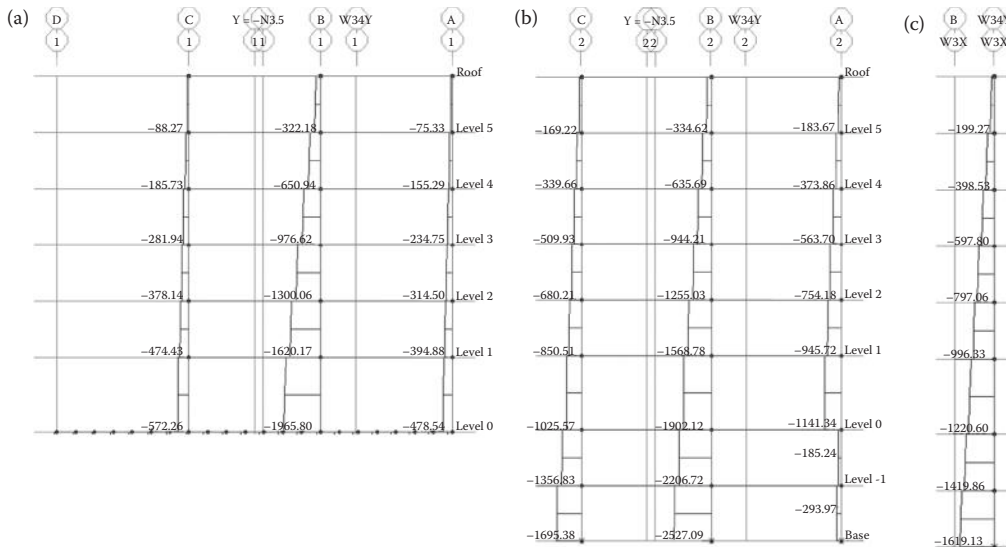 (a)
D C Y = –N3.5 B W34Y A
1 1 1 1 1 1 1
Roof
–88.27 –322.18 –75.33 Level 5
–185.73 –650.94 –155.29 Level 4
–281.94 –976.62 –234.75 Level 3
–378.14 –1300.06 –314.50 Level 2
–474.43 –1620.17 –394.88 Level 1
–572.26 –1965.80 –478.54 Level 0
(b)
C Y = –N3.5 B W34Y A
2 2 2 2 2 2
Roof
–169.22 –334.62 –183.67 Level 5
–339.66 –635.69 –373.86 Level 4
–509.93 –944.21 –563.70 Level 3
–680.21 –1255.03 –754.18 Level 2
–850.51 –1568.78 –945.72 Level 1
–1025.57 –1902.12 –1141.34 Level 0
–185.24
–1356.83 –2206.72 Level -1
–293.97
–1695.38 –2527.09 Base
(c)
B W34Y
W3X W3X
–199.27
–398.53
–597.80
–797.06
–996.33
–1220.60
–1419.86
–1619.13